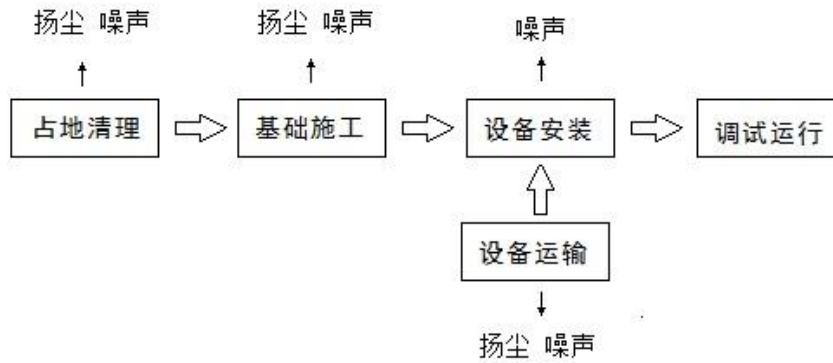 扬尘 噪声 扬尘 噪声 噪声
占地清理 基础施工 设备安装 调试运行
设备运输
扬尘 噪声